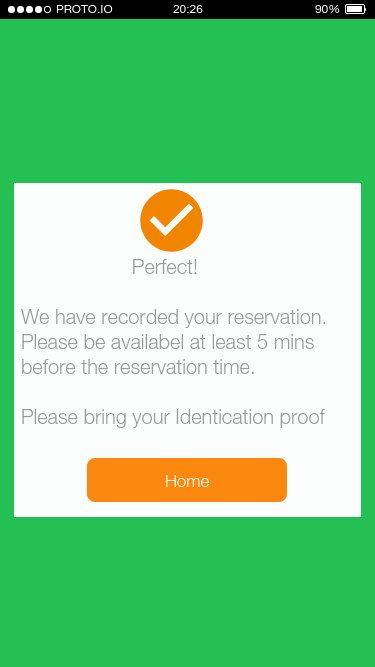 PROTO.IO 20:26 90%
Perfect!
We have recorded your reservation.
Please be availabel at least 5 mins
before the reservation time.
Please bring your Identication proof
Home